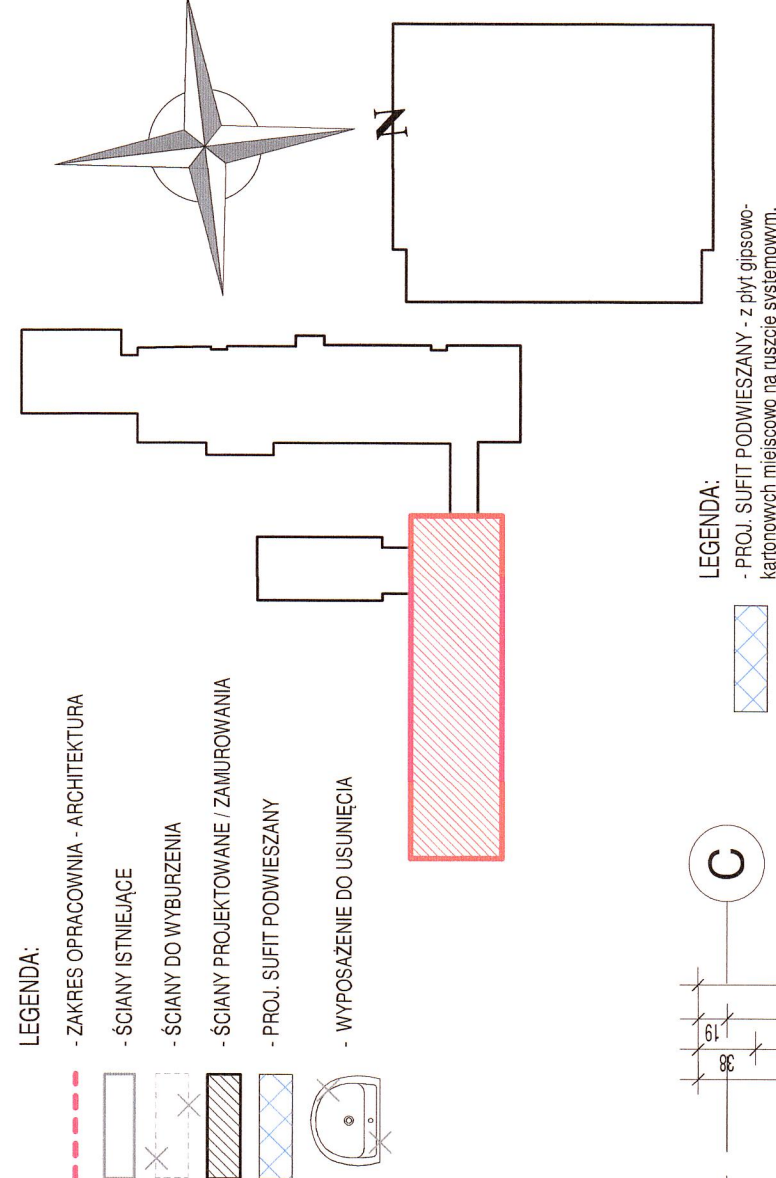 LEGENDA:
- ZAKRES OPRACOWNIA - ARCHITEKTURA
- ŚCIANY ISTNIEJĄCE
- ŚCIANY DO WYBURZENIA
- ŚCIANY PROJEKTOWANE / ZAMUROWANIA
- PROJ. SUFIT PODWIESZANY
- WYPOSAŻENIE DO USUNIĘCIA
N
C
19
38
LEGENDA:
- PROJ. SUFIT PODWIESZANY - z płyt gipsowo-
kartonowych miejscowo na ruszcie systemowym.